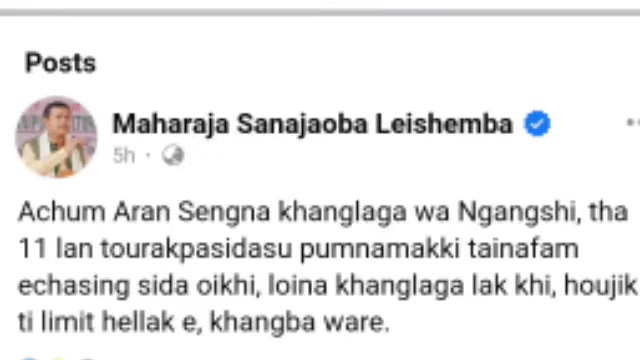 Posts
Maharaja Sanajaoba Leishemba
5h ·
Achum Aran Sengna khanglaga wa Ngangshi, tha
11 lan tourakpasidasu pumnamakki tainafam
echasing sida oikhi, loina khanglaga lak khi, houjik
ti limit hellak e, khangba ware.